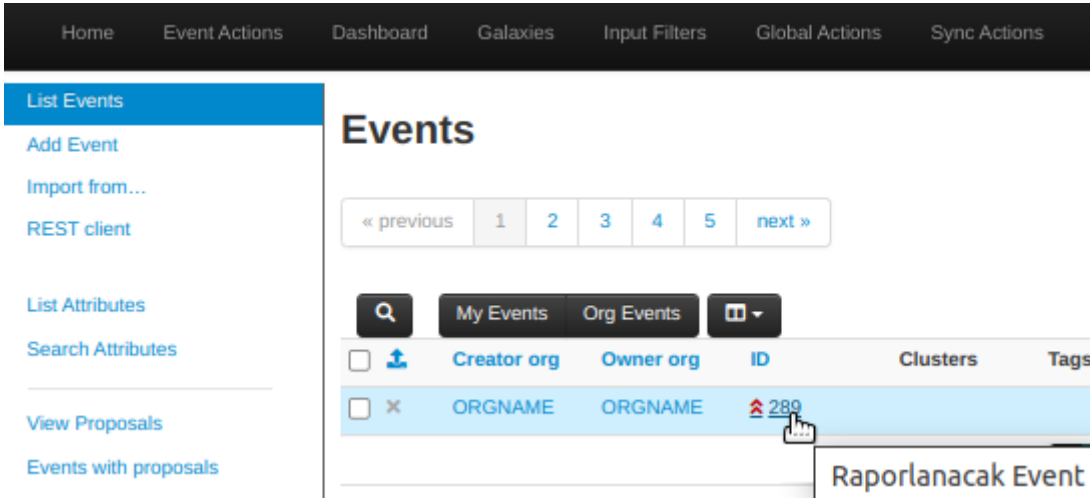 Home Event Actions Dashboard Galaxies Input Filters Global Actions Sync Actions
List Events
Add Event
Import from…
REST client
List Attributes
Search Attributes
View Proposals
Events with proposals
Events
« previous 1 2 3 4 5 next »
My Events Org Events
Creator org Owner org ID Clusters Tags
ORGNAME ORGNAME 289
Raporlanacak Event